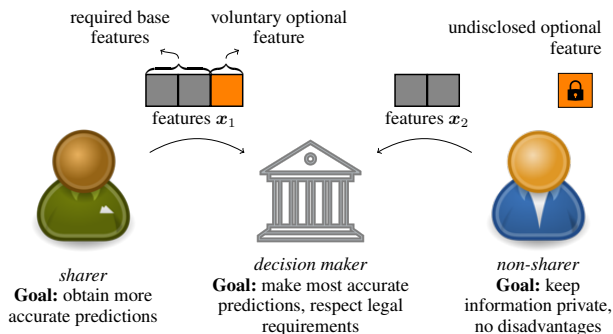 required base
features
voluntary optional
feature
undisclosed optional
feature
features x₁
features x₂
sharer
Goal: obtain more
accurate predictions
decision maker
Goal: make most accurate
predictions, respect legal
requirements
non-sharer
Goal: keep
information private,
no disadvantages